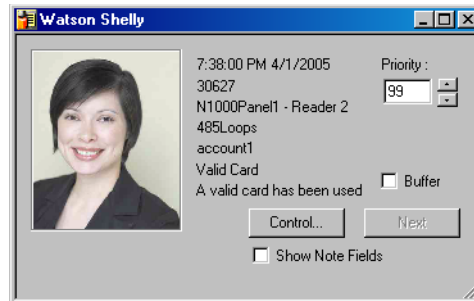 Watson Shelly
7:38:00 PM 4/1/2005
30627
N1000Panel1 - Reader 2
485Loops
account1
Valid Card
A valid card has been used
Priority :
99
Buffer
Control...
Next
Show Note Fields